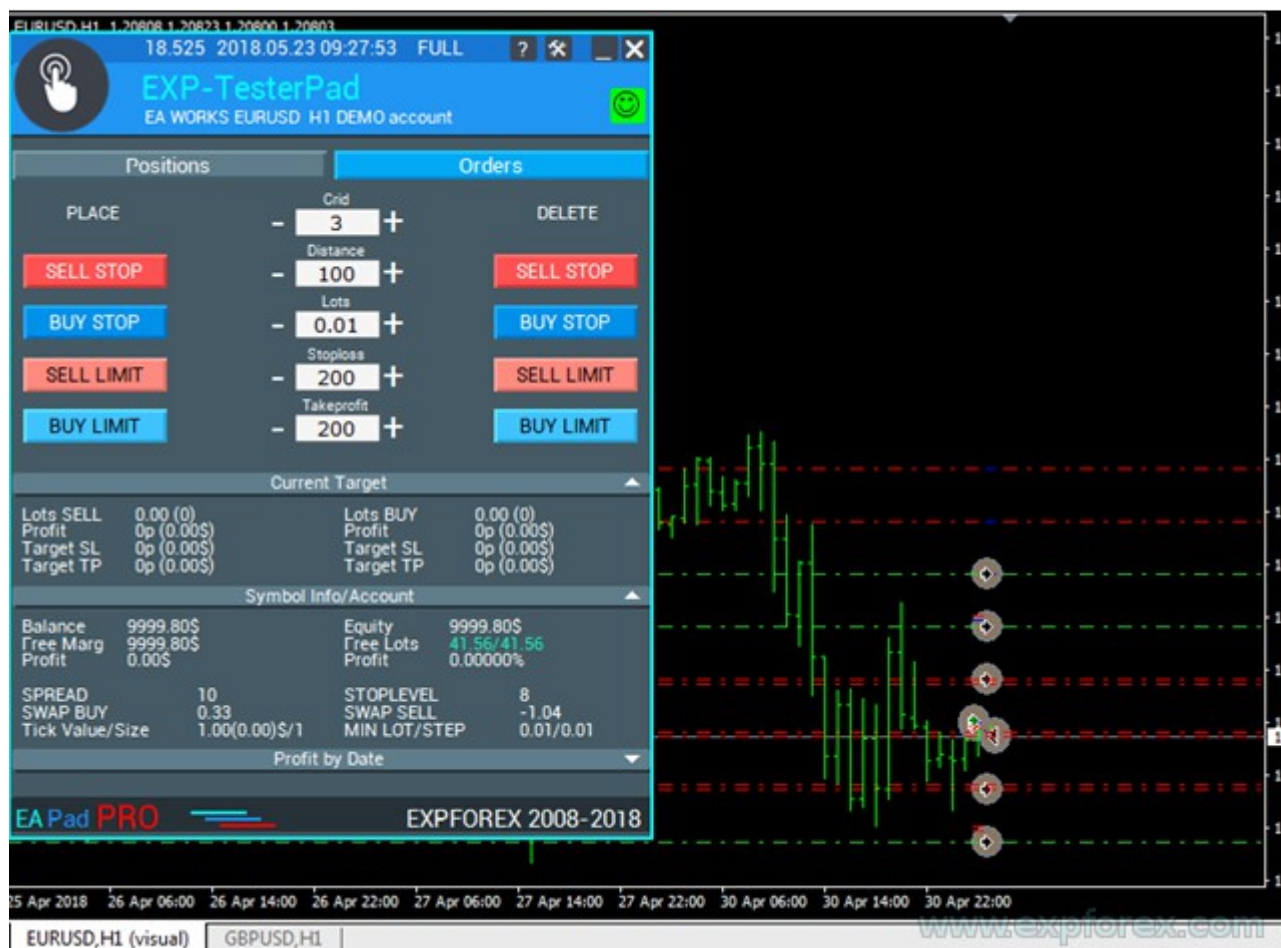 EURUSD,H1 1.20808 1.20823 1.20800 1.20803
18.525 2018.05.23 09:27:53 FULL ?
EXP-TesterPad
EA WORKS EURUSD H1 DEMO account
Positions Orders
Grid
PLACE - 3 + DELETE
Distance
SELL STOP - 100 + SELL STOP
Lots
BUY STOP - 0.01 + BUY STOP
Stoploss
SELL LIMIT - 200 + SELL LIMIT
Takeprofit
BUY LIMIT - 200 + BUY LIMIT
Current Target
Lots SELL 0.00 (0) Lots BUY 0.00 (0)
Profit 0p (0.00$) Profit 0p (0.00$)
Target SL 0p (0.00$) Target SL 0p (0.00$)
Target TP 0p (0.00$) Target TP 0p (0.00$)
Symbol Info/Account
Balance 9999.80$ Equity 9999.80$
Free Marg 9999.80$ Free Lots 41.56/41.56
Profit 0.00$ Profit 0.00000%
SPREAD 10 STOPLEVEL 8
SWAP BUY 0.33 SWAP SELL -1.04
Tick Value/Size 1.00(0.00)$/1 MIN LOT/STEP 0.01/0.01
Profit by Date
EA Pad PRO EXPFOREX 2008-2018
25 Apr 2018 26 Apr 06:00 26 Apr 14:00 26 Apr 22:00 27 Apr 06:00 27 Apr 14:00 27 Apr 22:00 30 Apr 06:00 30 Apr 14:00 30 Apr 22:00
www.expforex.com
EURUSD,H1 (visual) GBPUSD,H1